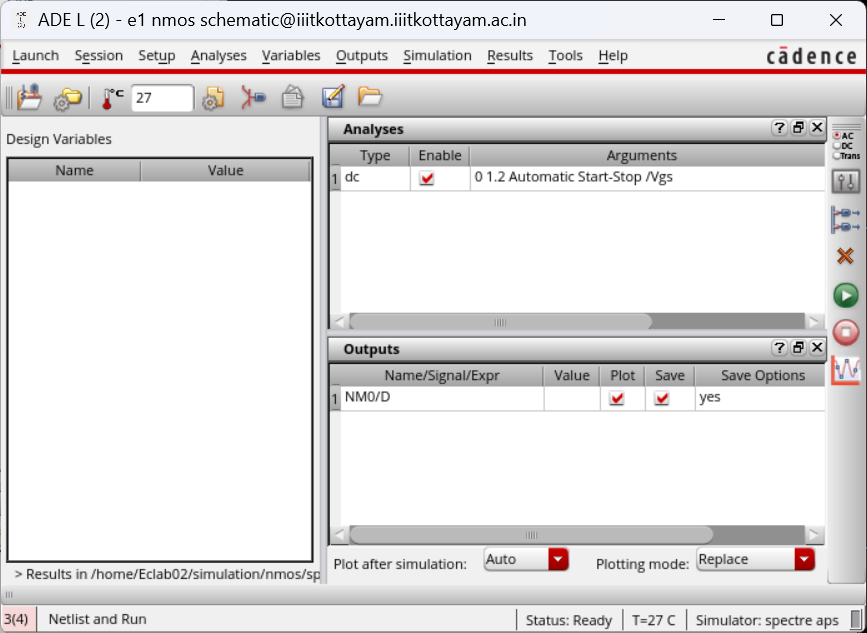 ADE L (2) - e1 nmos schematic@iiitkottayam.iiitkottayam.ac.in
Launch Session Setup Analyses Variables Outputs Simulation Results Tools Help cādence
°C 27
Design Variables
Name Value
> Results in /home/Eclab02/simulation/nmos/sp
Analyses
Type Enable Arguments
1 dc 0 1.2 Automatic Start-Stop /Vgs
Outputs
Name/Signal/Expr Value Plot Save Save Options
1 NM0/D yes
Plot after simulation: Auto Plotting mode: Replace
AC
DC
Trans
3(4) Netlist and Run Status: Ready T=27 C Simulator: spectre aps